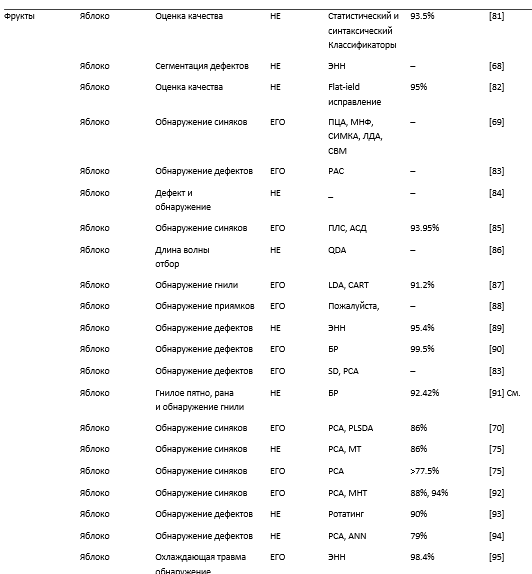 Фрукты Яблоко Оценка качества НЕ Статистический и 93.5% [81]
синтаксический
Классификаторы
Яблоко Сегментация дефектов НЕ ЭНН – [68]
Яблоко Оценка качества НЕ Flat-ield 95% [82]
исправление
Яблоко Обнаружение синяков ЕГО ПЦА, МНФ, – [69]
СИМКА, ЛДА,
СВМ
Яблоко Обнаружение дефектов ЕГО РАС – [83]
Яблоко Дефект и НЕ _ – [84]
обнаружение
Яблоко Обнаружение синяков ЕГО ПЛС, АСД 93.95% [85]
Яблоко Длина волны НЕ QDA – [86]
отбор
Яблоко Обнаружение гнили ЕГО LDA, CART 91.2% [87]
Яблоко Обнаружение приямков ЕГО Пожалуйста, – [88]
Яблоко Обнаружение дефектов НЕ ЭНН 95.4% [89]
Яблоко Обнаружение дефектов ЕГО БР 99.5% [90]
Яблоко Обнаружение дефектов ЕГО SD, PCA – [83]
Яблоко Гнилое пятно, рана НЕ БР 92.42% [91] См.
и обнаружение гнили
Яблоко Обнаружение синяков ЕГО PCA, PLSDA 86% [70]
Яблоко Обнаружение синяков НЕ PCA, MT 86% [75]
Яблоко Обнаружение синяков ЕГО PCA >77.5% [75]
Яблоко Обнаружение синяков ЕГО PCA, МНТ 88%, 94% [92]
Яблоко Обнаружение дефектов НЕ Ротатинг 90% [93]
Яблоко Обнаружение дефектов НЕ PCA, ANN 79% [94]
Яблоко Охлаждающая травма ЕГО ЭНН 98.4% [95]
обнаружение